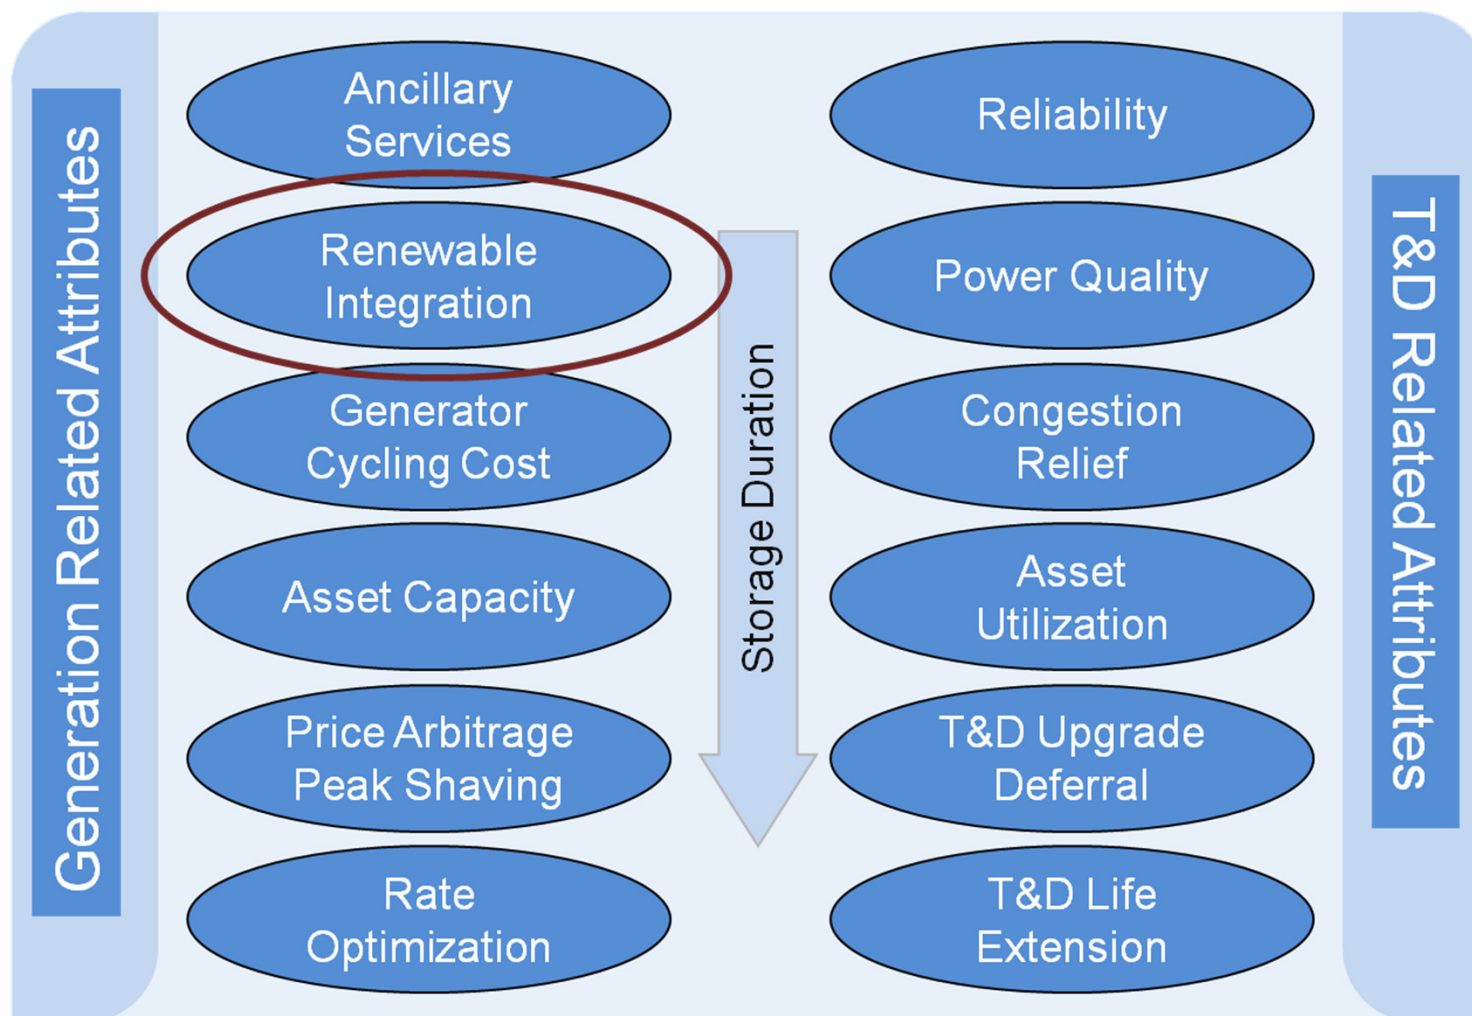 Generation Related Attributes
Ancillary
Services
Renewable
Integration
Generator
Cycling Cost
Asset Capacity
Price Arbitrage
Peak Shaving
Rate
Optimization
Storage Duration
Reliability
Power Quality
Congestion
Relief
Asset
Utilization
T&D Upgrade
Deferral
T&D Life
Extension
T&D Related Attributes